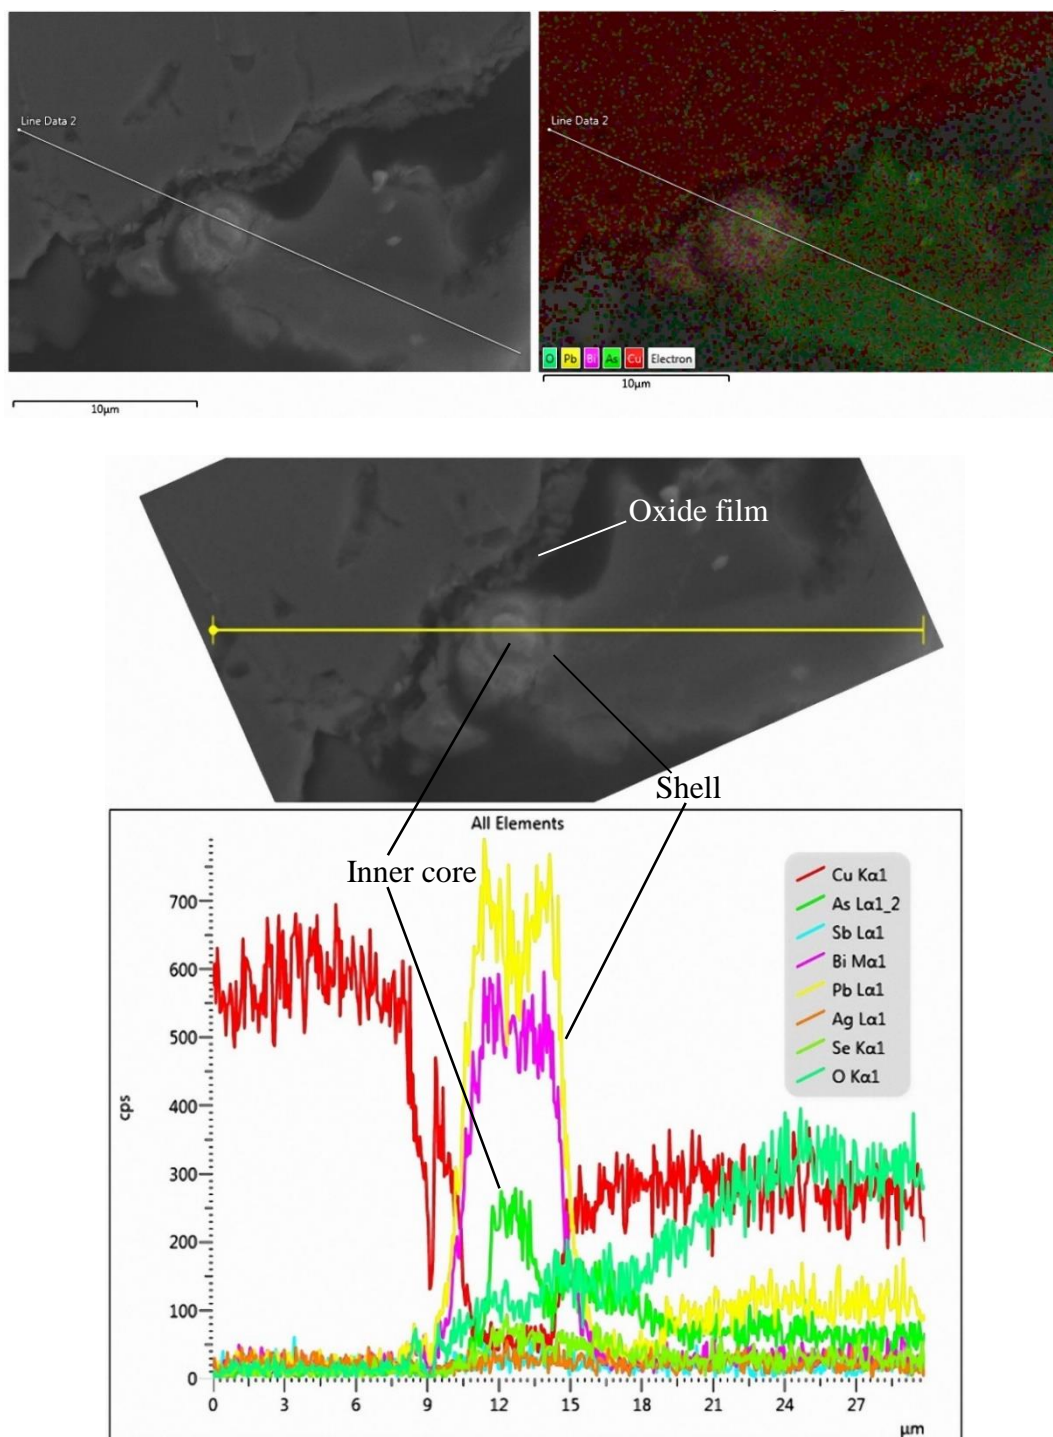 Line Data 2
Line Data 2
O Pb Bi As Cu Electron
10µm
10µm
Oxide film
Shell
All Elements
Inner core
Cu Kα1
As Lα1_2
Sb Lα1
Bi Mα1
Pb Lα1
Ag Lα1
Se Kα1
O Kα1
cps
700
600
500
400
300
200
100
0
0 3 6 9 12 15 18 21 24 27
µm